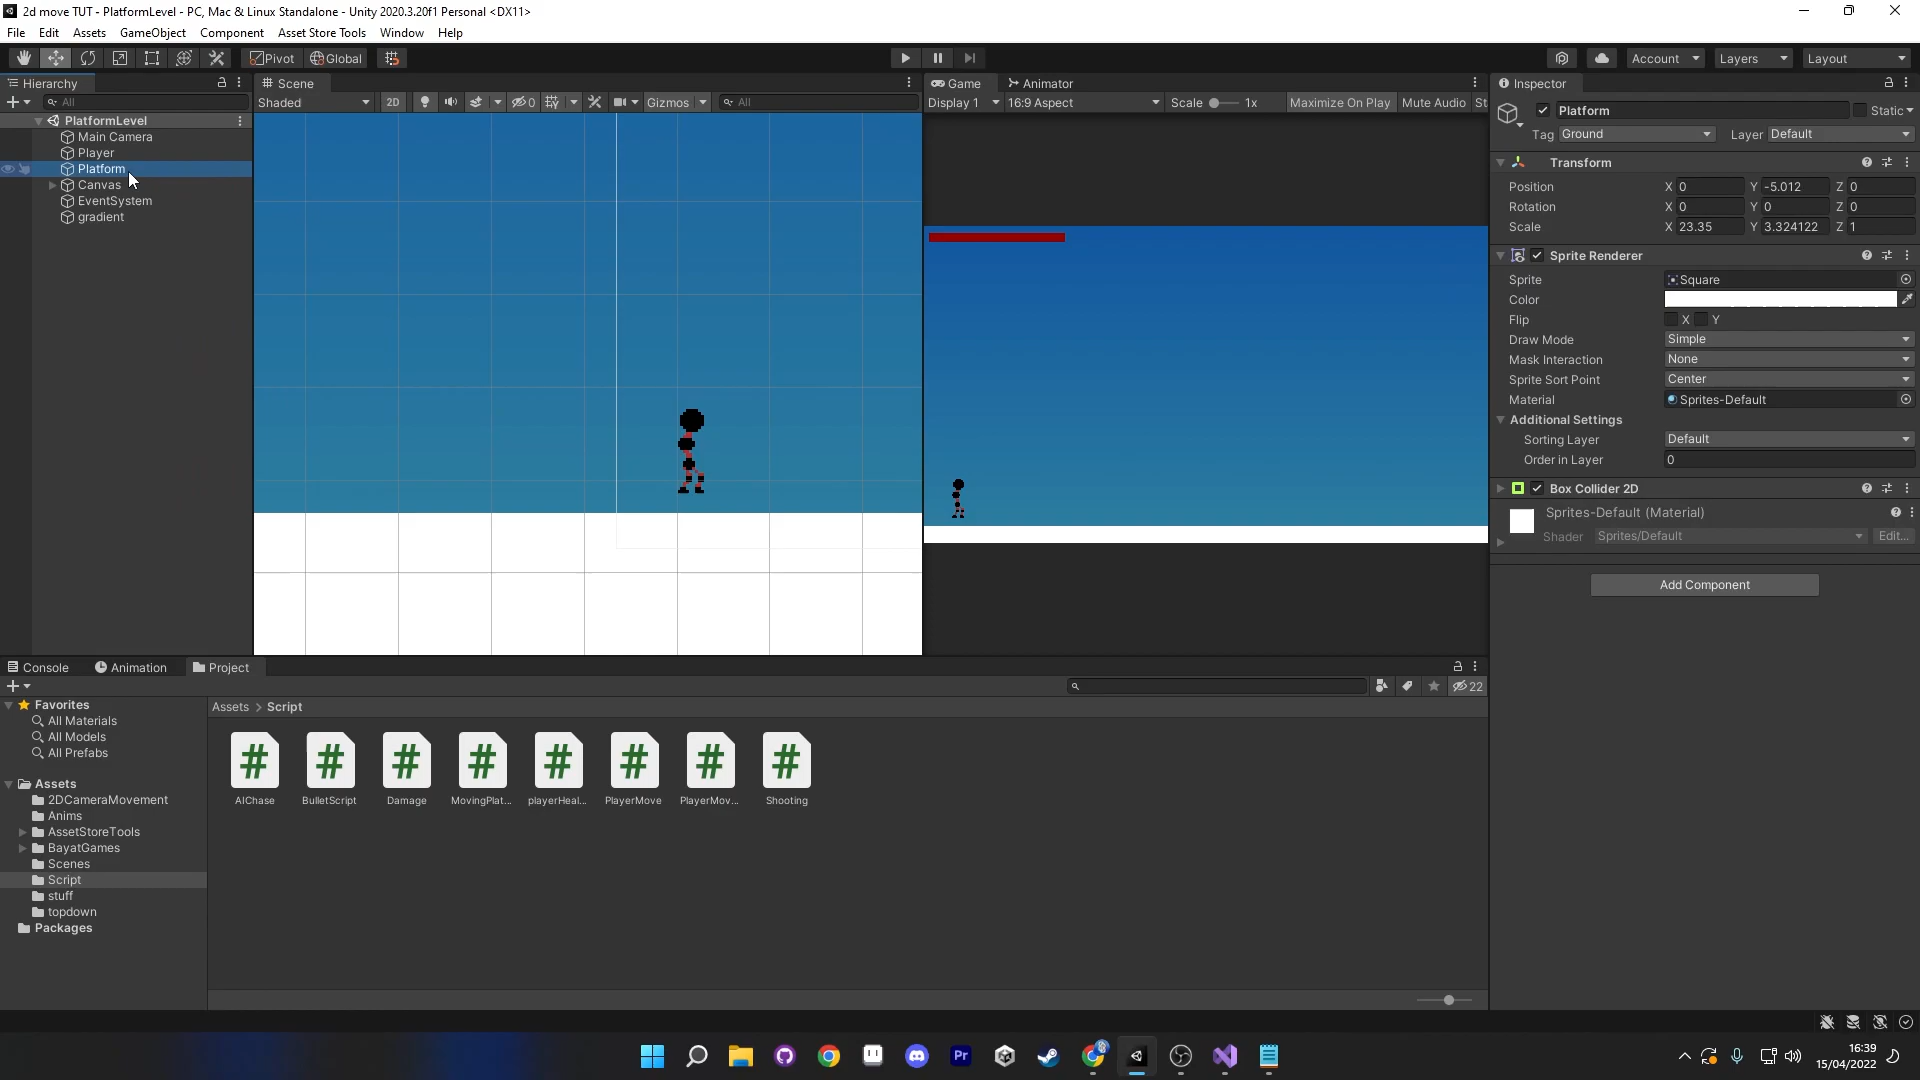 2d move TUT - PlatformLevel - PC, Mac & Linux Standalone - Unity 2020.3.20f1 Personal <DX11>
File Edit Assets GameObject Component Asset Store Tools Window Help
Pivot Global Account Layers Layout
Hierarchy
All
PlatformLevel
Main Camera
Player
Platform
Canvas
EventSystem
gradient
Scene
Shaded 2D 0 Gizmos All
Game Animator
Display 1 16:9 Aspect Scale 1x Maximize On Play Mute Audio St
Inspector
Platform Static
Tag Ground Layer Default
Transform
Position X 0 Y -5.012 Z 0
Rotation X 0 Y 0 Z 0
Scale X 23.35 Y 3.324122 Z 1
Sprite Renderer
Sprite Square
Color
Flip X Y
Draw Mode Simple
Mask Interaction None
Sprite Sort Point Center
Material Sprites-Default
Additional Settings
Sorting Layer Default
Order in Layer 0
Box Collider 2D
Sprites-Default (Material)
Shader Sprites/Default Edit...
Add Component
Console Animation Project
22
Favorites
All Materials
All Models
All Prefabs
Assets
2DCameraMovement
Anims
AssetStoreTools
BayatGames
Scenes
Script
stuff
topdown
Packages
Assets > Script
AIChase BulletScript Damage MovingPlat... playerHeal... PlayerMove PlayerMov... Shooting
Pr
16:39
15/04/2022